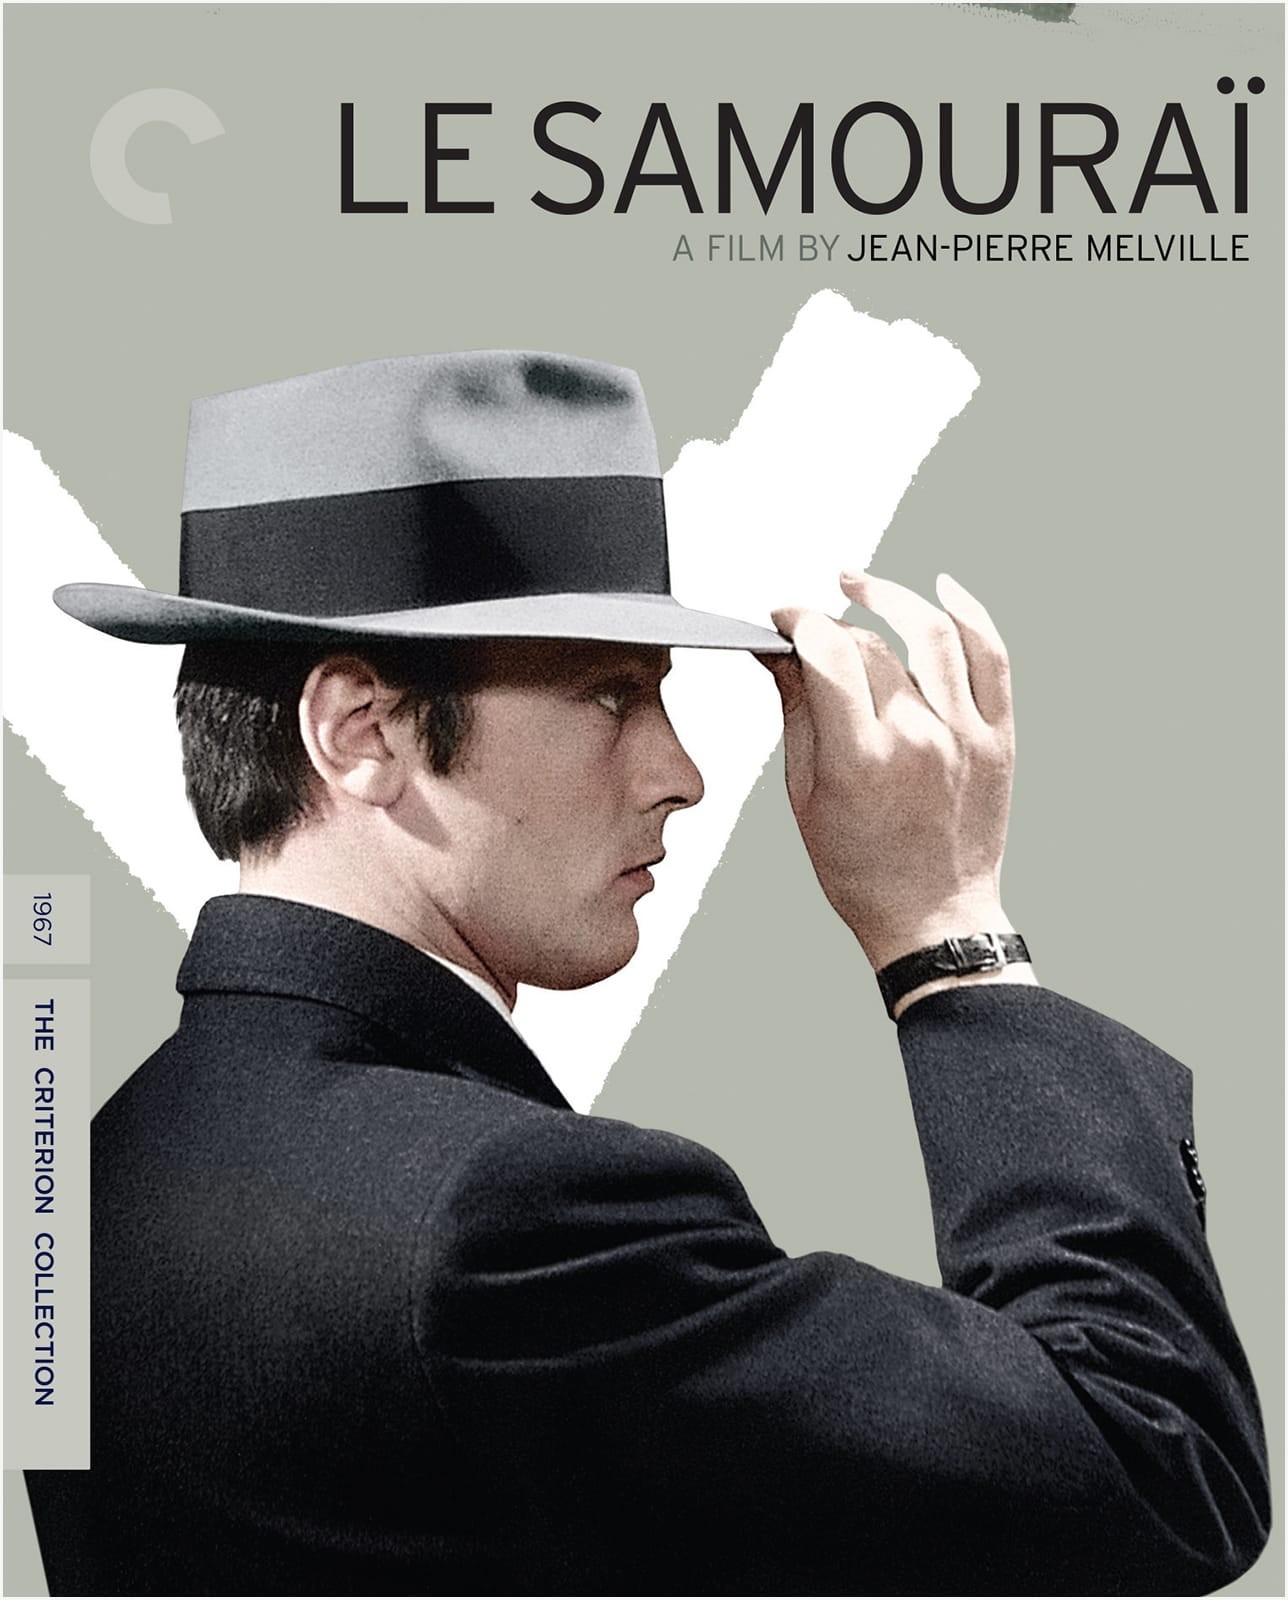 LE SAMOURAÏ
A FILM BY JEAN-PIERRE MELVILLE
1967
THE CRITERION COLLECTION